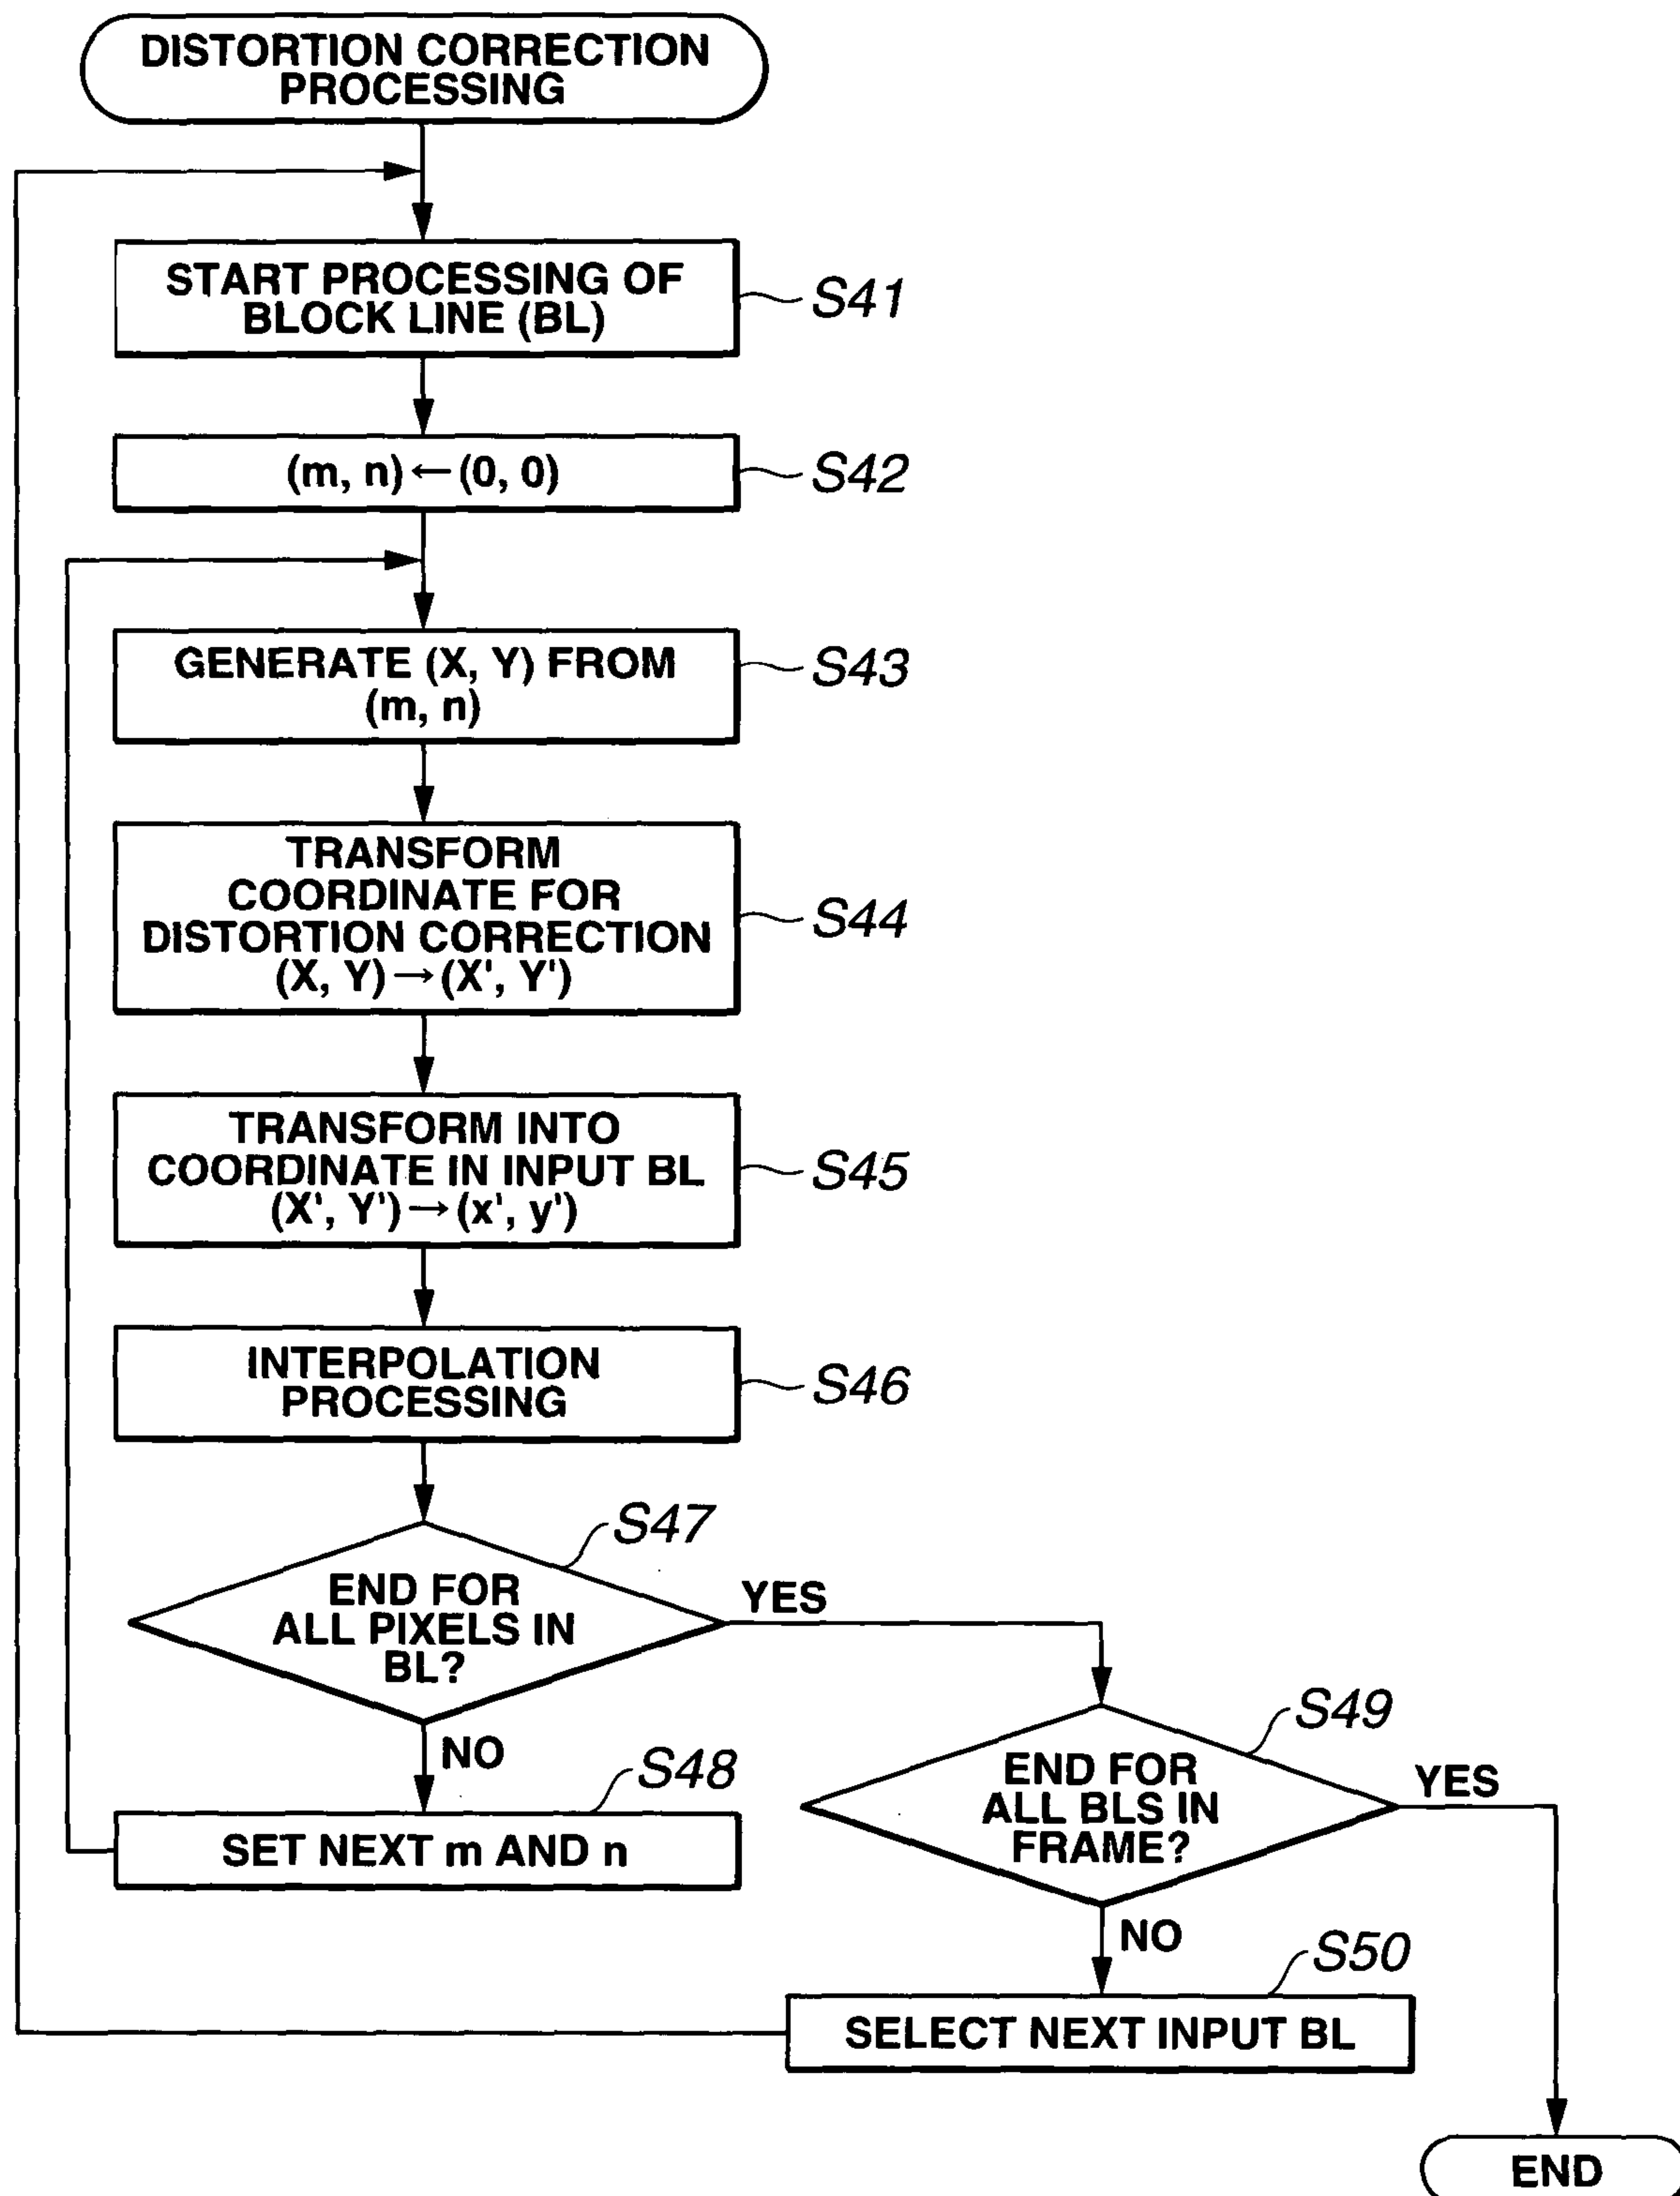 DISTORTION CORRECTION
PROCESSING
START PROCESSING OF
BLOCK LINE (BL)
S41
(m, n)←(0, 0)
S42
GENERATE (X, Y) FROM
(m, n)
S43
TRANSFORM
COORDINATE FOR
DISTORTION CORRECTION
(X, Y)→(X', Y')
S44
TRANSFORM INTO
COORDINATE IN INPUT BL
(X', Y')→(x', y')
S45
INTERPOLATION
PROCESSING
S46
S47
END FOR
ALL PIXELS IN
BL?
YES
NO
S48
SET NEXT m AND n
S49
END FOR
ALL BLS IN
FRAME?
YES
NO
S50
SELECT NEXT INPUT BL
END